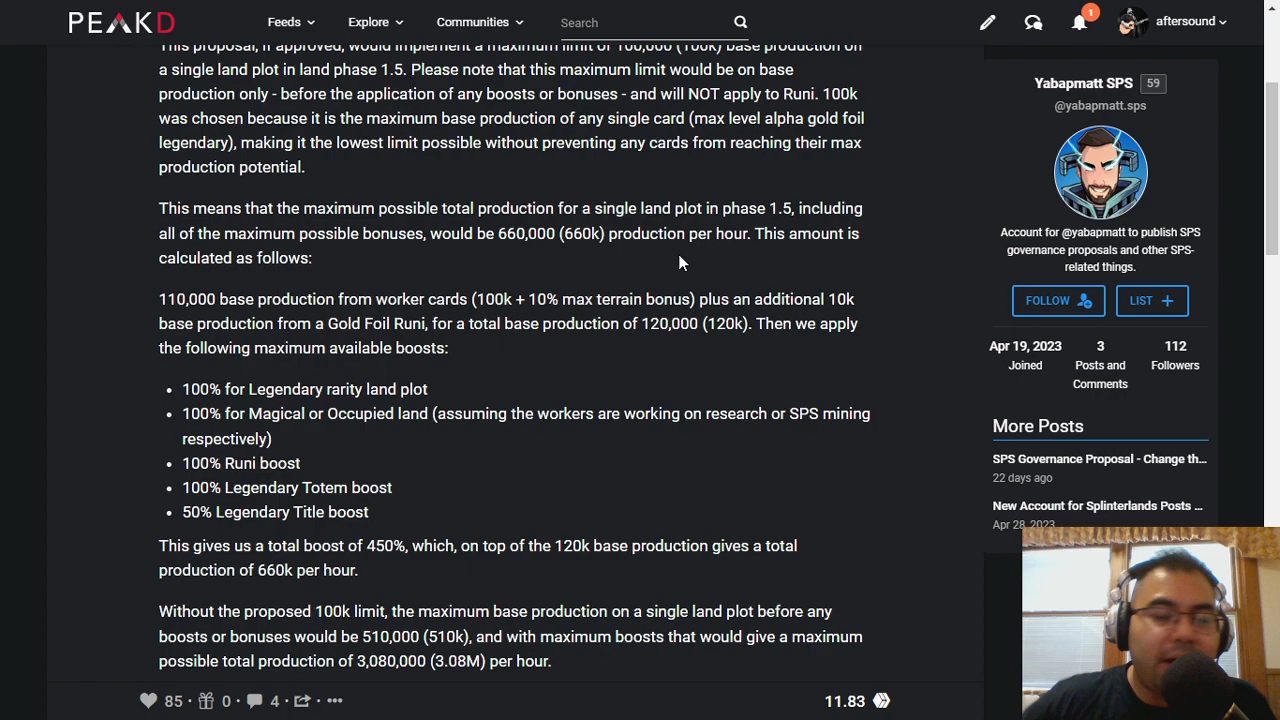 PEAKD
Feeds
Explore
Communities
Search
1
aftersound
This proposal, if approved, would implement a maximum limit of 100,000 (100k) base production on
a single land plot in land phase 1.5. Please note that this maximum limit would be on base
production only - before the application of any boosts or bonuses - and will NOT apply to Runi. 100k
was chosen because it is the maximum base production of any single card (max level alpha gold foil
legendary), making it the lowest limit possible without preventing any cards from reaching their max
production potential.
This means that the maximum possible total production for a single land plot in phase 1.5, including
all of the maximum possible bonuses, would be 660,000 (660k) production per hour. This amount is
calculated as follows:
110,000 base production from worker cards (100k + 10% max terrain bonus) plus an additional 10k
base production from a Gold Foil Runi, for a total base production of 120,000 (120k). Then we apply
the following maximum available boosts:
• 100% for Legendary rarity land plot
• 100% for Magical or Occupied land (assuming the workers are working on research or SPS mining
respectively)
• 100% Runi boost
• 100% Legendary Totem boost
• 50% Legendary Title boost
This gives us a total boost of 450%, which, on top of the 120k base production gives a total
production of 660k per hour.
Without the proposed 100k limit, the maximum base production on a single land plot before any
boosts or bonuses would be 510,000 (510k), and with maximum boosts that would give a maximum
possible total production of 3,080,000 (3.08M) per hour.
85 · 0 · 4 · · •••
11.83
Yabapmatt SPS 59
@yabapmatt.sps
Account for @yabapmatt to publish SPS
governance proposals and other SPS-
related things.
FOLLOW
LIST +
Apr 19, 2023 3 112
Joined Posts and Followers
Comments
More Posts
SPS Governance Proposal - Change th...
22 days ago
New Account for Splinterlands Posts ...
Apr 28, 2023